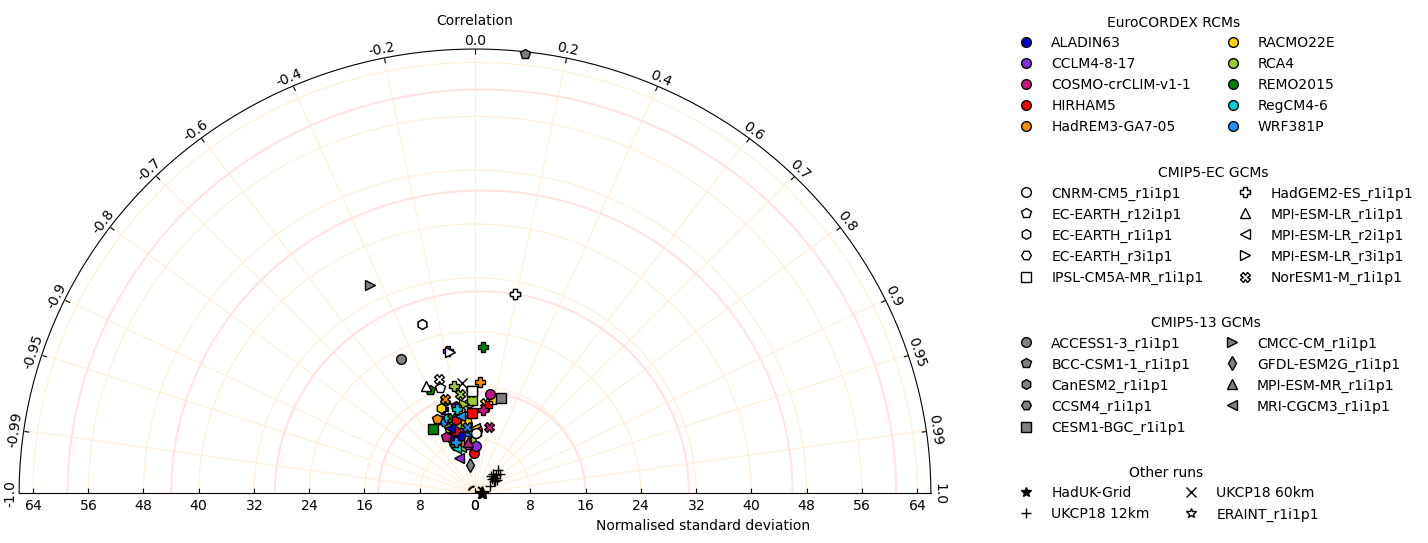 Correlation
-1.0
-0.99
-0.95
-0.9
-0.8
-0.7
-0.6
-0.4
-0.2
0.0
0.2
0.4
0.6
0.7
0.8
0.9
0.95
0.99
1.0
64 56 48 40 32 24 16 8 0 8 16 24 32 40 48 56 64
Normalised standard deviation
EuroCORDEX RCMs
ALADIN63 RACMO22E
CCLM4-8-17 RCA4
COSMO-crCLIM-v1-1 REMO2015
HIRHAM5 RegCM4-6
HadREM3-GA7-05 WRF381P
CMIP5-EC GCMs
CNRM-CM5_r1i1p1 HadGEM2-ES_r1i1p1
EC-EARTH_r12i1p1 MPI-ESM-LR_r1i1p1
EC-EARTH_r1i1p1 MPI-ESM-LR_r2i1p1
EC-EARTH_r3i1p1 MPI-ESM-LR_r3i1p1
IPSL-CM5A-MR_r1i1p1 NorESM1-M_r1i1p1
CMIP5-13 GCMs
ACCESS1-3_r1i1p1 CMCC-CM_r1i1p1
BCC-CSM1-1_r1i1p1 GFDL-ESM2G_r1i1p1
CanESM2_r1i1p1 MPI-ESM-MR_r1i1p1
CCSM4_r1i1p1 MRI-CGCM3_r1i1p1
CESM1-BGC_r1i1p1
Other runs
HadUK-Grid UKCP18 60km
UKCP18 12km ERAINT_r1i1p1